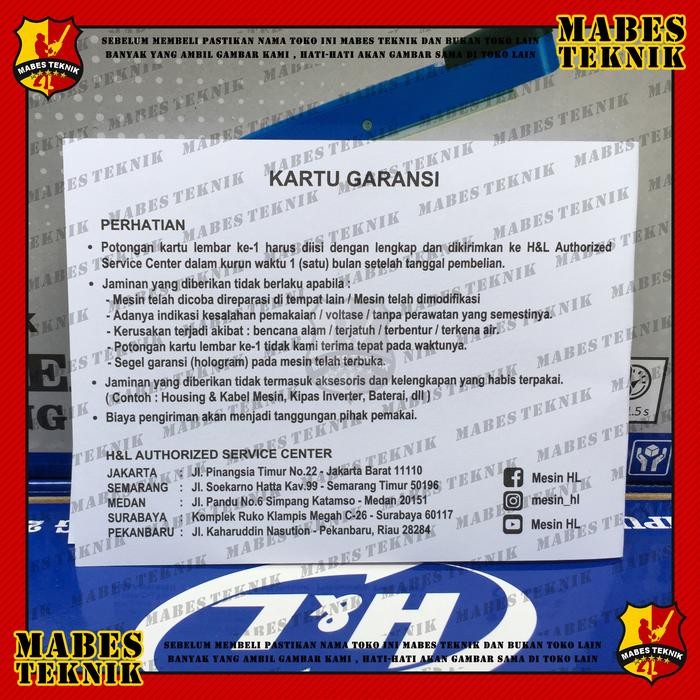 MABES TEKNIK
SEBELUM MEMBELI PASTIKAN NAMA TOKO INI MABES TEKNIK DAN BUKAN TOKO LAIN
BANYAK YANG AMBIL GAMBAR KAMI , HATI-HATI AKAN GAMBAR SAMA DI TOKO LAIN
MABES
TEKNIK
KARTU GARANSI
PERHATIAN
• Potongan kartu lembar ke-1 harus diisi dengan lengkap dan dikirimkan ke H&L Authorized
Service Center dalam kurun waktu 1 (satu) bulan setelah tanggal pembelian.
• Jaminan yang diberikan tidak berlaku apabila :
- Mesin telah dicoba direparasi di tempat lain / Mesin telah dimodifikasi
- Adanya indikasi kesalahan pemakaian / voltase / tanpa perawatan yang semestinya.
- Kerusakan terjadi akibat : bencana alam / terjatuh / terbentur / terkena air.
- Potongan kartu lembar ke-1 tidak kami terima tepat pada waktunya.
- Segel garansi (hologram) pada mesin telah terbuka.
• Jaminan yang diberikan tidak termasuk aksesoris dan kelengkapan yang habis terpakai.
( Contoh : Housing & Kabel Mesin, Kipas Inverter, Baterai, dll )
• Biaya pengiriman akan menjadi tanggungan pihak pemakai.
H&L AUTHORIZED SERVICE CENTER
JAKARTA : Jl. Pinangsia Timur No.22 - Jakarta Barat 11110
SEMARANG : Jl. Soekarno Hatta Kav.99 - Semarang Timur 50196
MEDAN : Jl. Pandu No.6 Simpang Katamso - Medan 20151
SURABAYA : Komplek Ruko Klampis Megah C-26 - Surabaya 60117
PEKANBARU : Jl. Kaharuddin Nasution - Pekanbaru, Riau 28284
Mesin HL
mesin_hl
Mesin HL
H&L
MABES
TEKNIK
SEBELUM MEMBELI PASTIKAN NAMA TOKO INI MABES TEKNIK DAN BUKAN TOKO LAIN
BANYAK YANG AMBIL GAMBAR KAMI , HATI-HATI AKAN GAMBAR SAMA DI TOKO LAIN
MABES TEKNIK